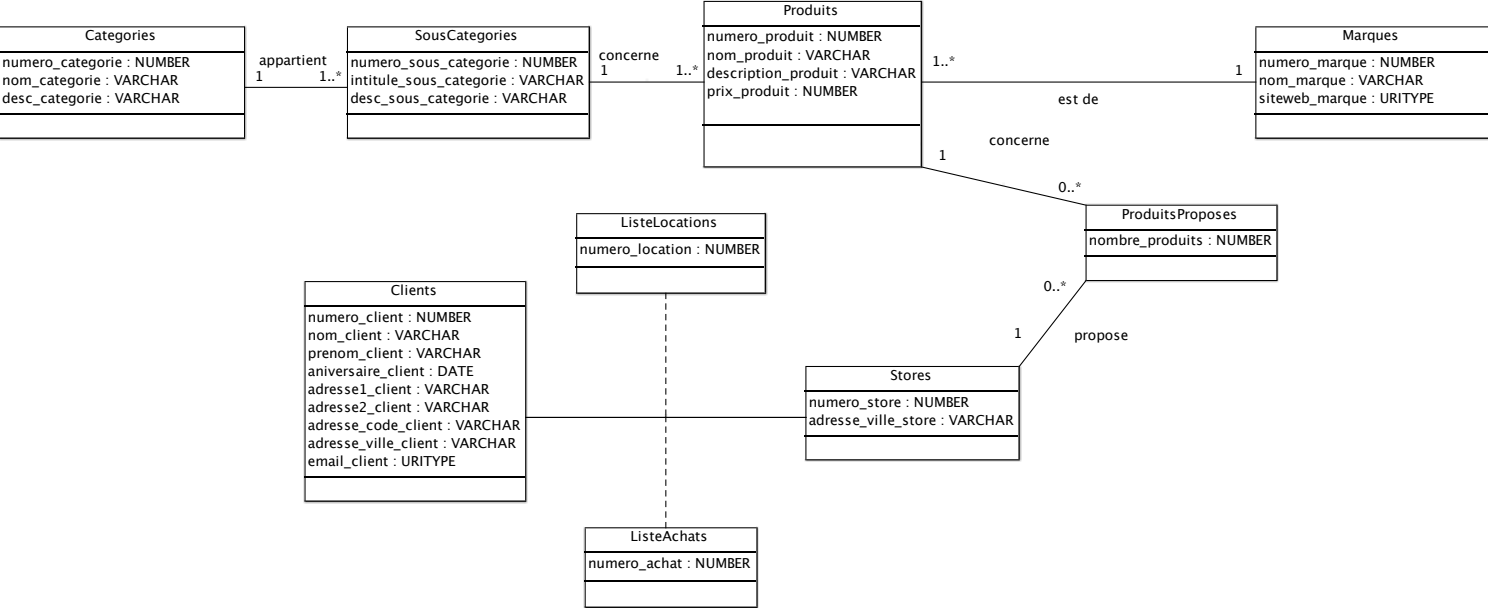 Categories
numero_categorie : NUMBER
nom_categorie : VARCHAR
desc_categorie : VARCHAR
appartient
1
1..*
SousCategories
numero_sous_categorie : NUMBER
intitule_sous_categorie : VARCHAR
desc_sous_categorie : VARCHAR
concerne
1
1..*
Produits
numero_produit : NUMBER
nom_produit : VARCHAR
description_produit : VARCHAR
prix_produit : NUMBER
1..*
1
est de
Marques
numero_marque : NUMBER
nom_marque : VARCHAR
siteweb_marque : URITYPE
concerne
1
0..*
ProduitsProposes
nombre_produits : NUMBER
0..*
1
propose
ListeLocations
numero_location : NUMBER
Clients
numero_client : NUMBER
nom_client : VARCHAR
prenom_client : VARCHAR
aniversaire_client : DATE
adresse1_client : VARCHAR
adresse2_client : VARCHAR
adresse_code_client : VARCHAR
adresse_ville_client : VARCHAR
email_client : URITYPE
Stores
numero_store : NUMBER
adresse_ville_store : VARCHAR
ListeAchats
numero_achat : NUMBER